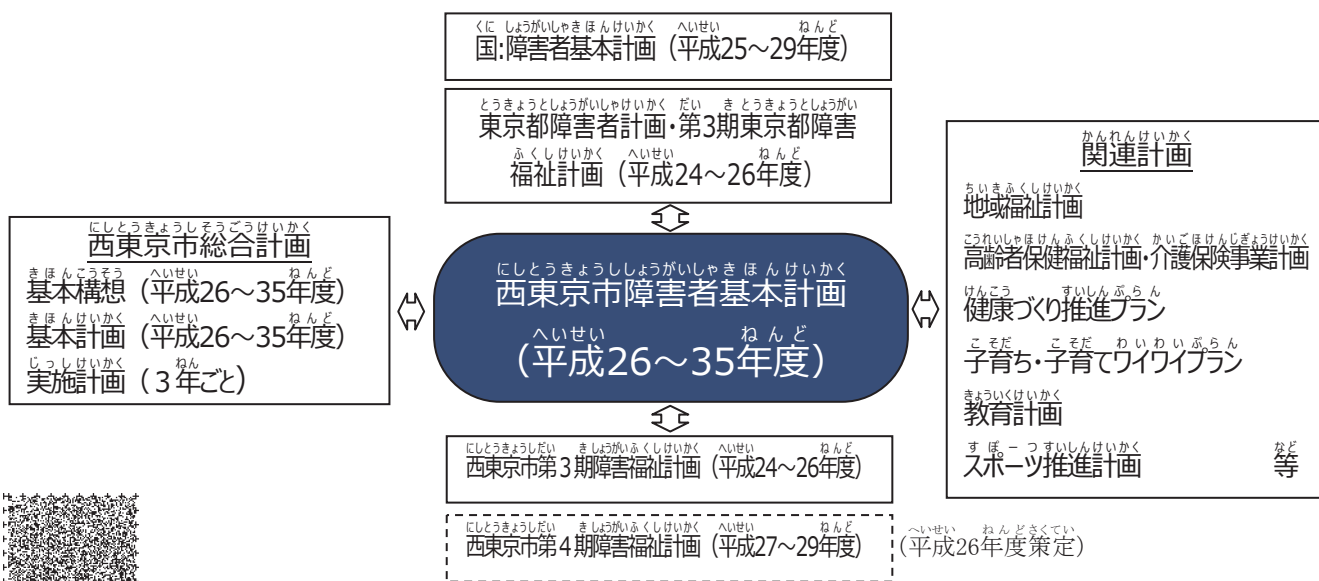 くに しょうがいしゃきほんけいかく へいせい ねんど
国:障害者基本計画（平成25～29年度）
とうきょうとしょうがいしゃけいかく だい き とうきょうとしょうがい
東京都障害者計画・第3期東京都障害
ふくしけいかく へいせい ねんど
福祉計画（平成24～26年度）
にしとうきょうしそうごうけいかく
西東京市総合計画
きほんこうそう へいせい ねんど
基本構想（平成26～35年度）
きほんけいかく へいせい ねんど
基本計画（平成26～35年度）
じっしけいかく ねん
実施計画（3年ごと）
にしとうきょうししょうがいしゃきほんけいかく
西東京市障害者基本計画
へいせい ねんど
（平成26～35年度）
かんれんけいかく
関連計画
ちいきふくしけいかく
地域福祉計画
こうれいしゃほけんふくしけいかく かいごほけんじぎょうけいかく
高齢者保健福祉計画・介護保険事業計画
けんこう すいしんぷらん
健康づくり推進プラン
こそだ こそだ わいわいぷらん
子育ち・子育てワイワイプラン
きょういくけいかく
教育計画
すぽーつすいしんけいかく など
スポーツ推進計画 等
にしとうきょうしだい きしょうがいふくしけいかく へいせい ねんど
西東京市第3期障害福祉計画（平成24～26年度）
にしとうきょうしだい きしょうがいふくしけいかく へいせい ねんど
西東京市第4期障害福祉計画（平成27～29年度）
へいせい ねんどさくてい
（平成26年度策定）